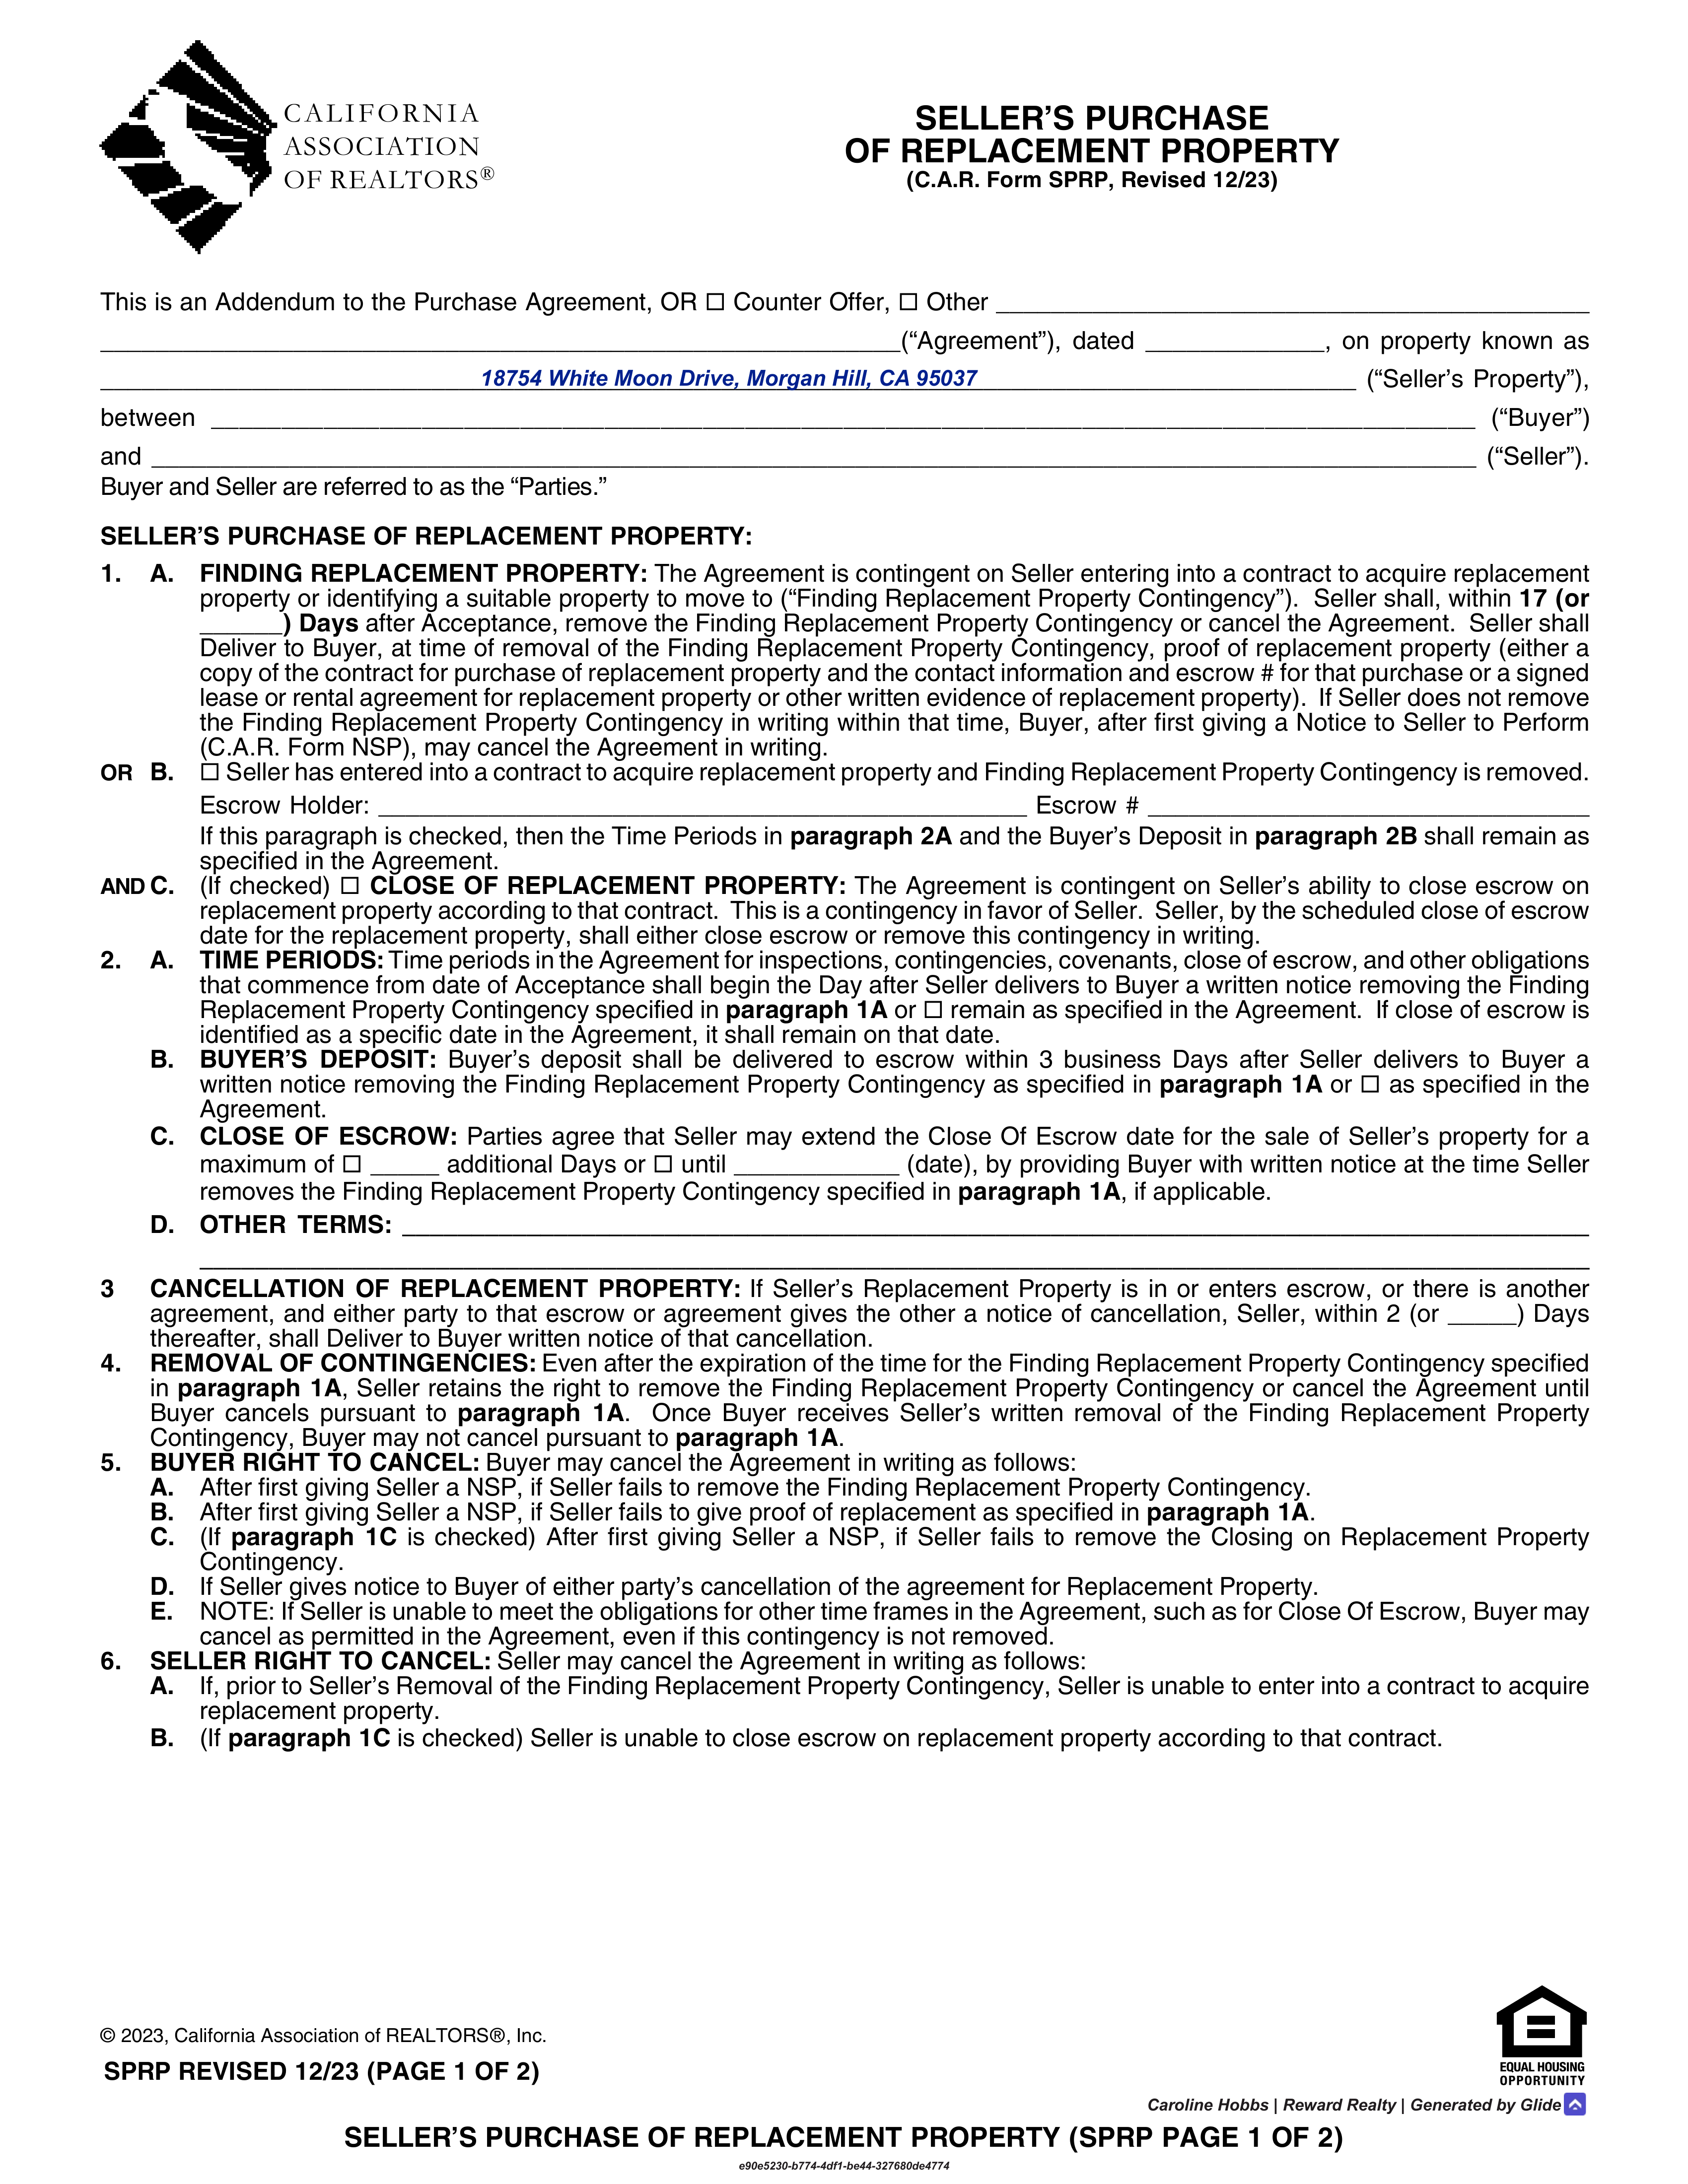 CALIFORNIA
ASSOCIATION
OF REALTORS®
SELLER’S PURCHASE
OF REPLACEMENT PROPERTY
(C.A.R. Form SPRP, Revised 12/23)
This is an Addendum to the Purchase Agreement, OR ☐ Counter Offer, ☐ Other ____
____ (“Agreement”), dated ____, on property known as
18754 White Moon Drive, Morgan Hill, CA 95037 (“Seller’s Property”),
between ____ (“Buyer”)
and ____ (“Seller”).
Buyer and Seller are referred to as the “Parties.”
SELLER’S PURCHASE OF REPLACEMENT PROPERTY:
1. A. FINDING REPLACEMENT PROPERTY: The Agreement is contingent on Seller entering into a contract to acquire replacement
property or identifying a suitable property to move to (“Finding Replacement Property Contingency”). Seller shall, within 17 (or
______) Days after Acceptance, remove the Finding Replacement Property Contingency or cancel the Agreement. Seller shall
Deliver to Buyer, at time of removal of the Finding Replacement Property Contingency, proof of replacement property (either a
copy of the contract for purchase of replacement property and the contact information and escrow # for that purchase or a signed
lease or rental agreement for replacement property or other written evidence of replacement property). If Seller does not remove
the Finding Replacement Property Contingency in writing within that time, Buyer, after first giving a Notice to Seller to Perform
(C.A.R. Form NSP), may cancel the Agreement in writing.
OR B. ☐ Seller has entered into a contract to acquire replacement property and Finding Replacement Property Contingency is removed.
Escrow Holder: ____ Escrow # ____
If this paragraph is checked, then the Time Periods in paragraph 2A and the Buyer’s Deposit in paragraph 2B shall remain as
specified in the Agreement.
AND C. (If checked) ☐ CLOSE OF REPLACEMENT PROPERTY: The Agreement is contingent on Seller’s ability to close escrow on
replacement property according to that contract. This is a contingency in favor of Seller. Seller, by the scheduled close of escrow
date for the replacement property, shall either close escrow or remove this contingency in writing.
2. A. TIME PERIODS: Time periods in the Agreement for inspections, contingencies, covenants, close of escrow, and other obligations
that commence from date of Acceptance shall begin the Day after Seller delivers to Buyer a written notice removing the Finding
Replacement Property Contingency specified in paragraph 1A or ☐ remain as specified in the Agreement. If close of escrow is
identified as a specific date in the Agreement, it shall remain on that date.
B. BUYER’S DEPOSIT: Buyer’s deposit shall be delivered to escrow within 3 business Days after Seller delivers to Buyer a
written notice removing the Finding Replacement Property Contingency as specified in paragraph 1A or ☐ as specified in the
Agreement.
C. CLOSE OF ESCROW: Parties agree that Seller may extend the Close Of Escrow date for the sale of Seller’s property for a
maximum of ☐ _____ additional Days or ☐ until ____ (date), by providing Buyer with written notice at the time Seller
removes the Finding Replacement Property Contingency specified in paragraph 1A, if applicable.
D. OTHER TERMS: ____
3 CANCELLATION OF REPLACEMENT PROPERTY: If Seller’s Replacement Property is in or enters escrow, or there is another
agreement, and either party to that escrow or agreement gives the other a notice of cancellation, Seller, within 2 (or _____) Days
thereafter, shall Deliver to Buyer written notice of that cancellation.
4. REMOVAL OF CONTINGENCIES: Even after the expiration of the time for the Finding Replacement Property Contingency specified
in paragraph 1A, Seller retains the right to remove the Finding Replacement Property Contingency or cancel the Agreement until
Buyer cancels pursuant to paragraph 1A. Once Buyer receives Seller’s written removal of the Finding Replacement Property
Contingency, Buyer may not cancel pursuant to paragraph 1A.
5. BUYER RIGHT TO CANCEL: Buyer may cancel the Agreement in writing as follows:
A. After first giving Seller a NSP, if Seller fails to remove the Finding Replacement Property Contingency.
B. After first giving Seller a NSP, if Seller fails to give proof of replacement as specified in paragraph 1A.
C. (If paragraph 1C is checked) After first giving Seller a NSP, if Seller fails to remove the Closing on Replacement Property
Contingency.
D. If Seller gives notice to Buyer of either party’s cancellation of the agreement for Replacement Property.
E. NOTE: If Seller is unable to meet the obligations for other time frames in the Agreement, such as for Close Of Escrow, Buyer may
cancel as permitted in the Agreement, even if this contingency is not removed.
6. SELLER RIGHT TO CANCEL: Seller may cancel the Agreement in writing as follows:
A. If, prior to Seller’s Removal of the Finding Replacement Property Contingency, Seller is unable to enter into a contract to acquire
replacement property.
B. (If paragraph 1C is checked) Seller is unable to close escrow on replacement property according to that contract.
© 2023, California Association of REALTORS®, Inc.
SPRP REVISED 12/23 (PAGE 1 OF 2)
EQUAL HOUSING
OPPORTUNITY
Caroline Hobbs | Reward Realty | Generated by Glide
SELLER’S PURCHASE OF REPLACEMENT PROPERTY (SPRP PAGE 1 OF 2)
e90e5230-b774-4df1-be44-327680de4774